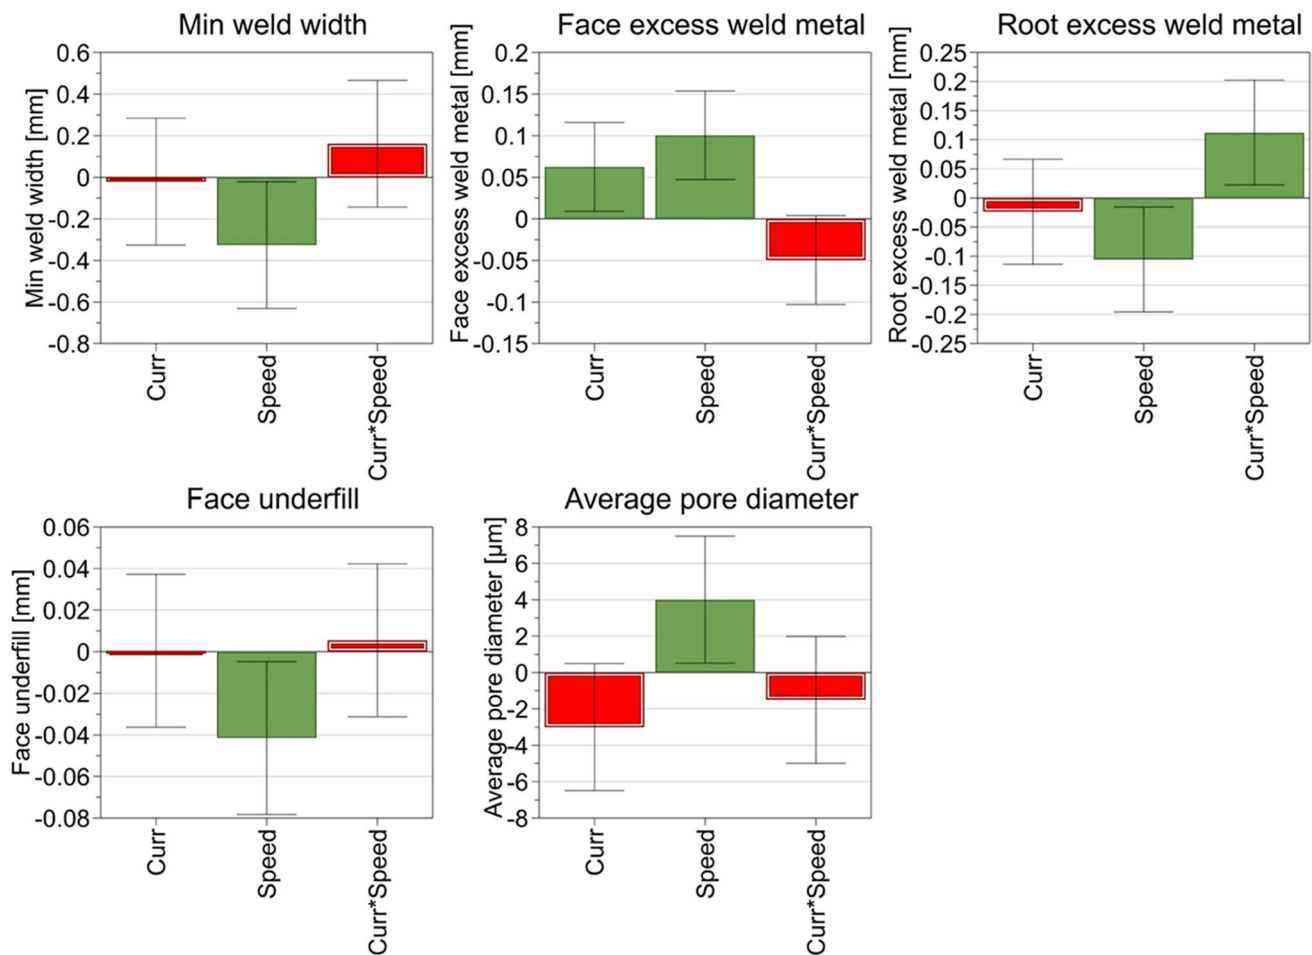 Min weld width
Min weld width [mm]
0.6
0.4
0.2
0
-0.2
-0.4
-0.6
-0.8
Curr
Speed
Curr*Speed
Face excess weld metal
Face excess weld metal [mm]
0.2
0.15
0.1
0.05
0
-0.05
-0.1
-0.15
Curr
Speed
Curr*Speed
Root excess weld metal
Root excess weld metal [mm]
0.25
0.2
0.15
0.1
0.05
0
-0.05
-0.1
-0.15
-0.2
-0.25
Curr
Speed
Curr*Speed
Face underfill
Face underfill [mm]
0.06
0.04
0.02
0
-0.02
-0.04
-0.06
-0.08
Curr
Speed
Curr*Speed
Average pore diameter
Average pore diameter [µm]
8
6
4
2
0
-2
-4
-6
-8
Curr
Speed
Curr*Speed